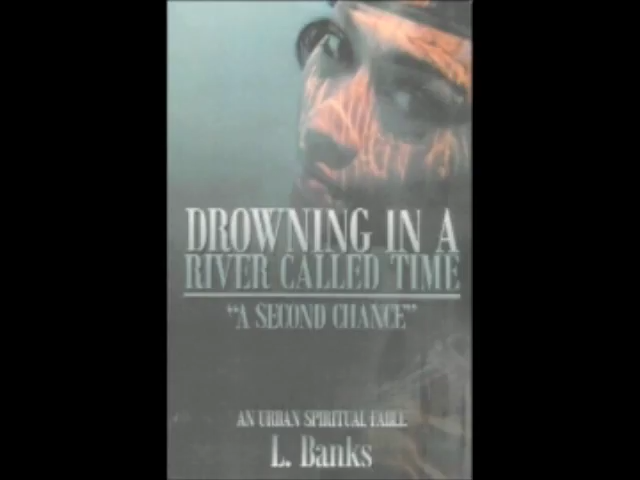 DROWNING IN A
RIVER CALLED TIME
“A SECOND CHANCE”
AN URBAN SPIRITUAL FABLE
L. Banks